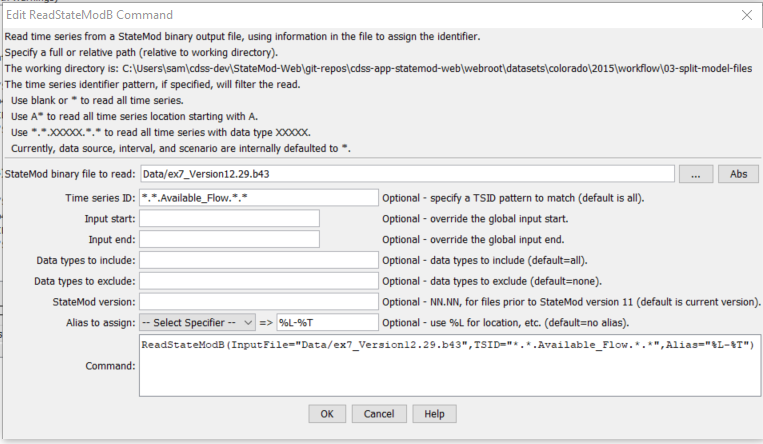 Edit ReadStateModB Command
Read time series from a StateMod binary output file, using information in the file to assign the identifier.
Specify a full or relative path (relative to working directory).
The working directory is: C:\Users\sam\cdss-dev\StateMod-Web\git-repos\cdss-app-statemod-web\webroot\datasets\colorado\2015\workflow\03-split-model-files
The time series identifier pattern, if specified, will filter the read.
Use blank or * to read all time series.
Use A* to read all time series location starting with A.
Use *.*.XXXXX.*.* to read all time series with data type XXXXX.
Currently, data source, interval, and scenario are internally defaulted to *.
StateMod binary file to read: Data/ex7_Version12.29.b43 ... Abs
Time series ID: *.*.Available_Flow.*.* Optional - specify a TSID pattern to match (default is all).
Input start: Optional - override the global input start.
Input end: Optional - override the global input end.
Data types to include: Optional - data types to include (default=all).
Data types to exclude: Optional - data types to exclude (default=none).
StateMod version: Optional - NN.NN, for files prior to StateMod version 11 (default is current version).
Alias to assign: -- Select Specifier -- => %L-%T Optional - use %L for location, etc. (default=no alias).
Command: ReadStateModB(InputFile="Data/ex7_Version12.29.b43",TSID="*.*.Available_Flow.*.*",Alias="%L-%T")
OK Cancel Help